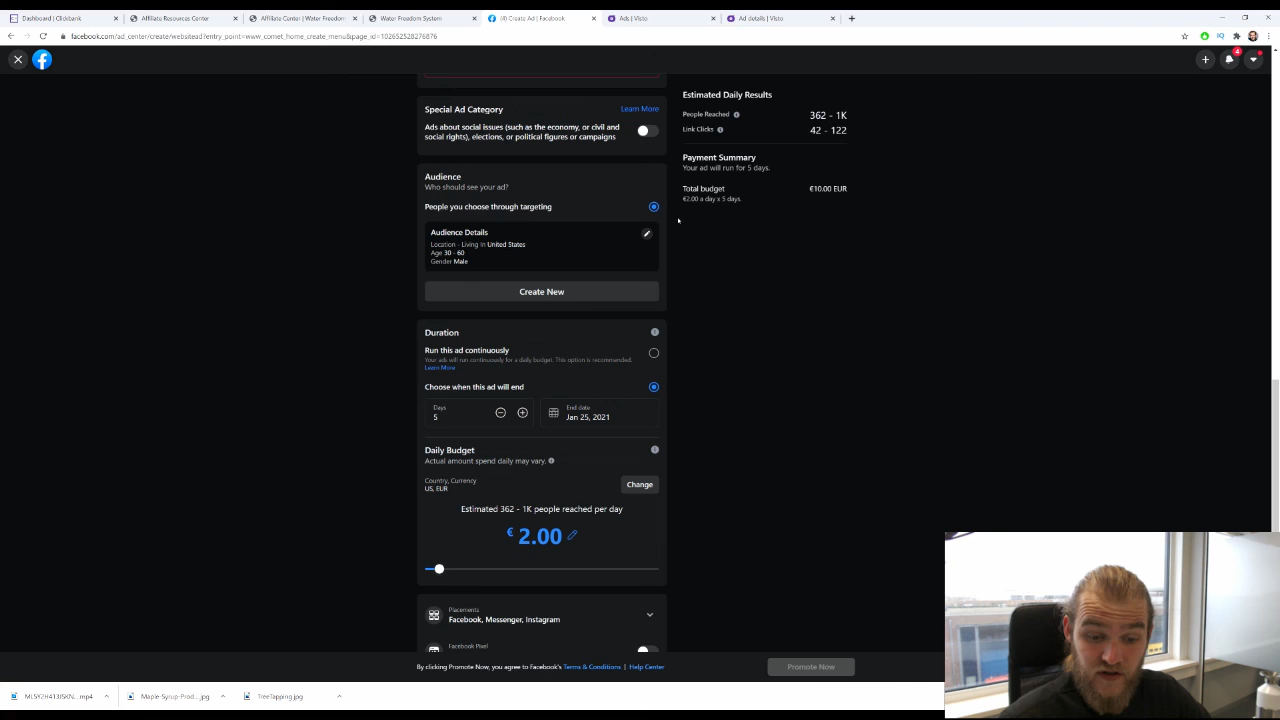 Dashboard | Clickbank
Affiliate Resources Center
Affiliate Center | Water Freedom
Water Freedom System
(4) Create Ad | Facebook
Ads | Visto
Ad details | Visto
facebook.com/ad_center/create/websitead?entry_point=www_comet_home_create_menu&page_id=102652528276876
4
Special Ad Category
Learn More
Ads about social issues (such as the economy, or civil and
social rights), elections, or political figures or campaigns
Audience
Who should see your ad?
People you choose through targeting
Audience Details
Location - Living In United States
Age 30 - 60
Gender Male
Create New
Duration
Run this ad continuously
Your ads will run continuously for a daily budget. This option is recommended.
Learn More
Choose when this ad will end
Days
5
End date
Jan 25, 2021
Daily Budget
Actual amount spend daily may vary.
Country, Currency
US, EUR
Change
Estimated 362 - 1K people reached per day
€ 2.00
Placements
Facebook, Messenger, Instagram
Facebook Pixel
Estimated Daily Results
People Reached
362 - 1K
Link Clicks
42 - 122
Payment Summary
Your ad will run for 5 days.
Total budget
€10.00 EUR
€2.00 a day x 5 days.
By clicking Promote Now, you agree to Facebook's Terms & Conditions | Help Center
Promote Now
Maple-Syrup-Prod....jpg
TreeTapping.jpg